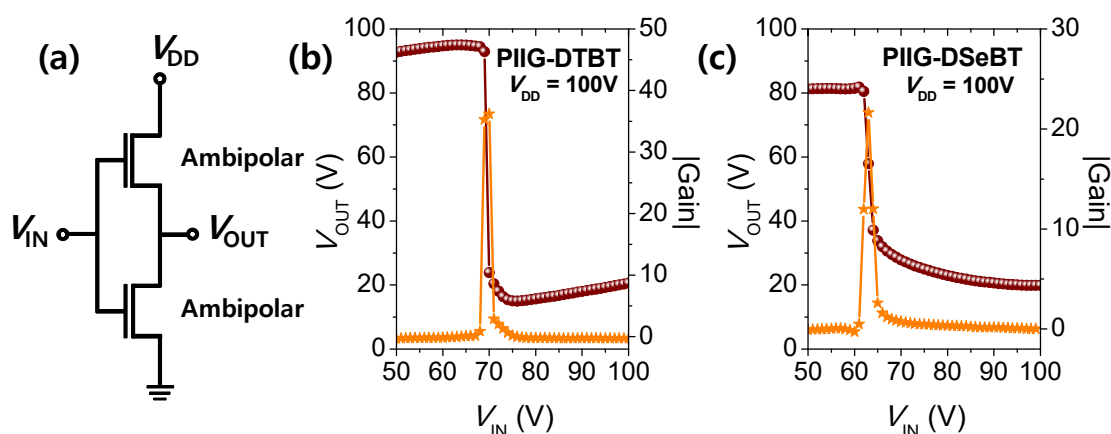 (a)
VDD
Ambipolar
VIN
VOUT
Ambipolar
(b)
PIIG-DTBT
VDD = 100V
VOUT (V)
100
80
60
40
20
0
50 60 70 80 90 100
VIN (V)
50
40
30
20
10
0
|Gain|
(c)
PIIG-DSeBT
VDD = 100V
VOUT (V)
100
80
60
40
20
0
50 60 70 80 90 100
VIN (V)
30
20
10
0
|Gain|